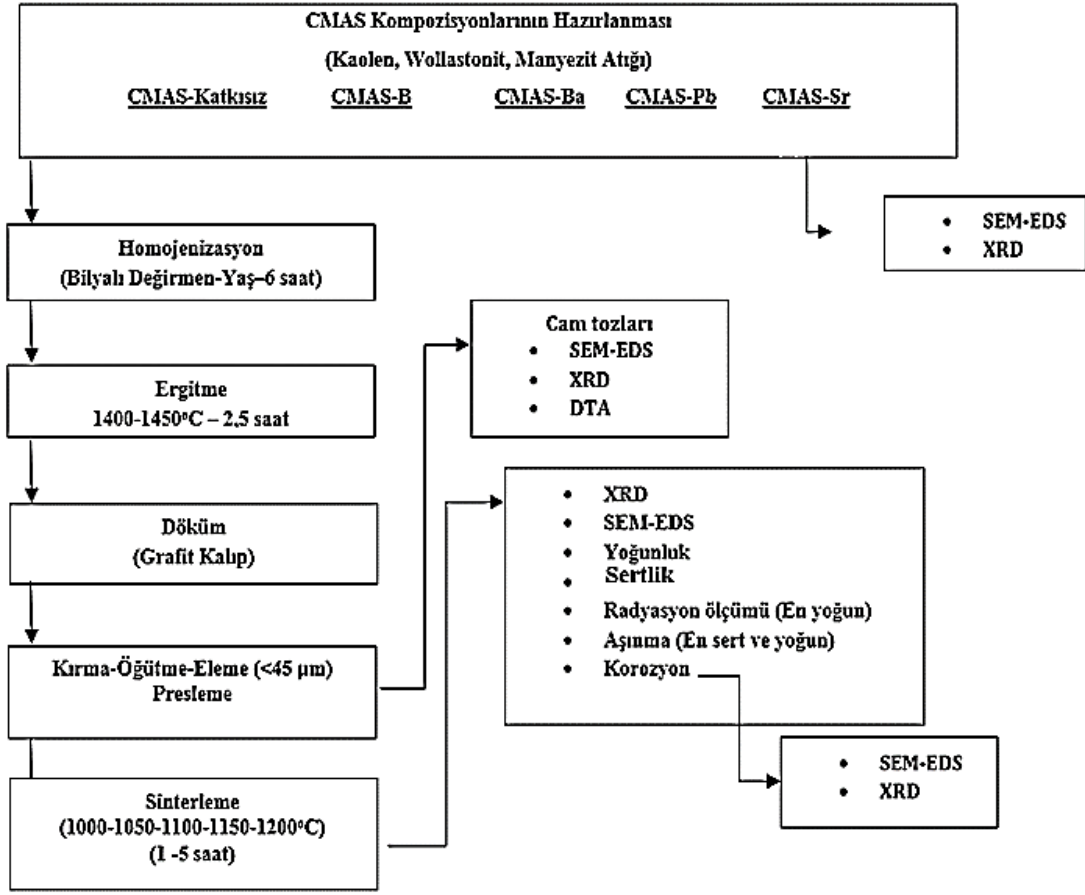 CMAS Kompozisyonlarının Hazırlanması
(Kaolen, Wollastonit, Manyezit Atığı)
CMAS-Katkısız CMAS-B CMAS-Ba CMAS-Pb CMAS-Sr
• SEM-EDS
• XRD
Homojenizasyon
(Bilyalı Değirmen-Yaş–6 saat)
Cam tozları
• SEM-EDS
• XRD
• DTA
Ergitme
1400-1450°C – 2,5 saat
• XRD
• SEM-EDS
• Yoğunluk
• Sertlik
• Radyasyon ölçümü (En yoğun)
• Aşınma (En sert ve yoğun)
• Korozyon
Döküm
(Grafit Kalıp)
Kırma-Öğütme-Eleme (<45 µm)
Presleme
• SEM-EDS
• XRD
Sinterleme
(1000-1050-1100-1150-1200°C)
(1 -5 saat)